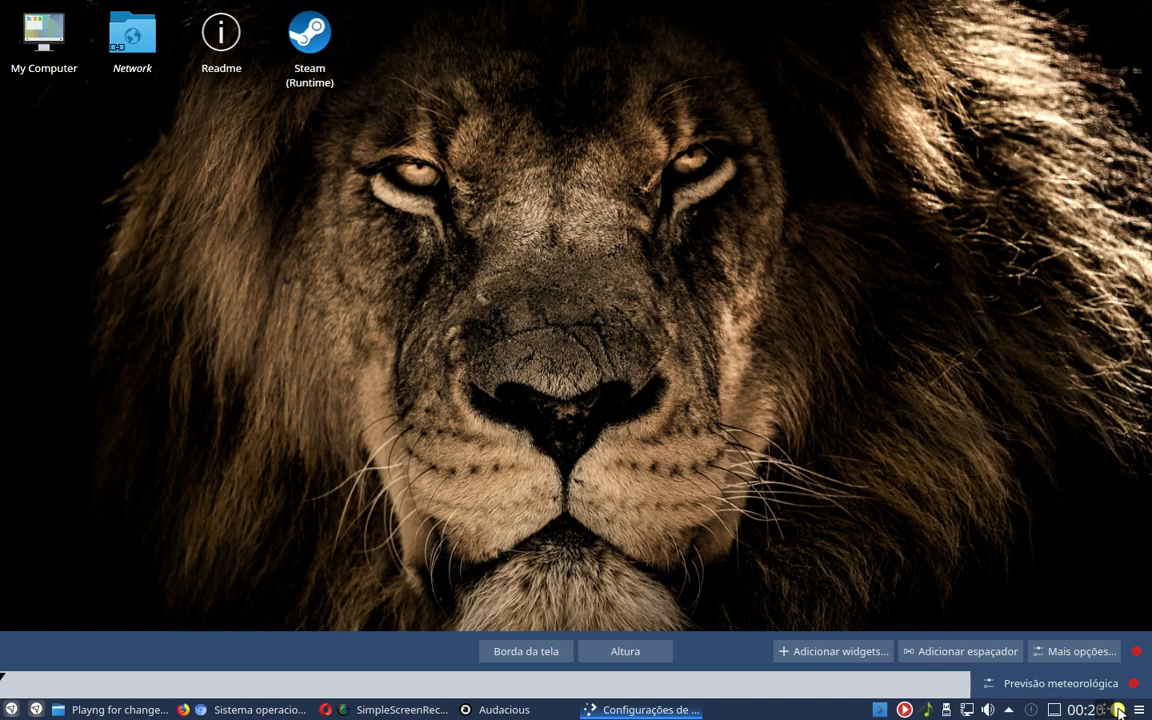 My Computer
Network
Readme
Steam
(Runtime)
Borda da tela
Altura
Adicionar widgets...
Adicionar espaçador
Mais opções...
Previsão meteorológica
Playng for change...
Sistema operacio...
SimpleScreenRec...
Audacious
Configurações de ...